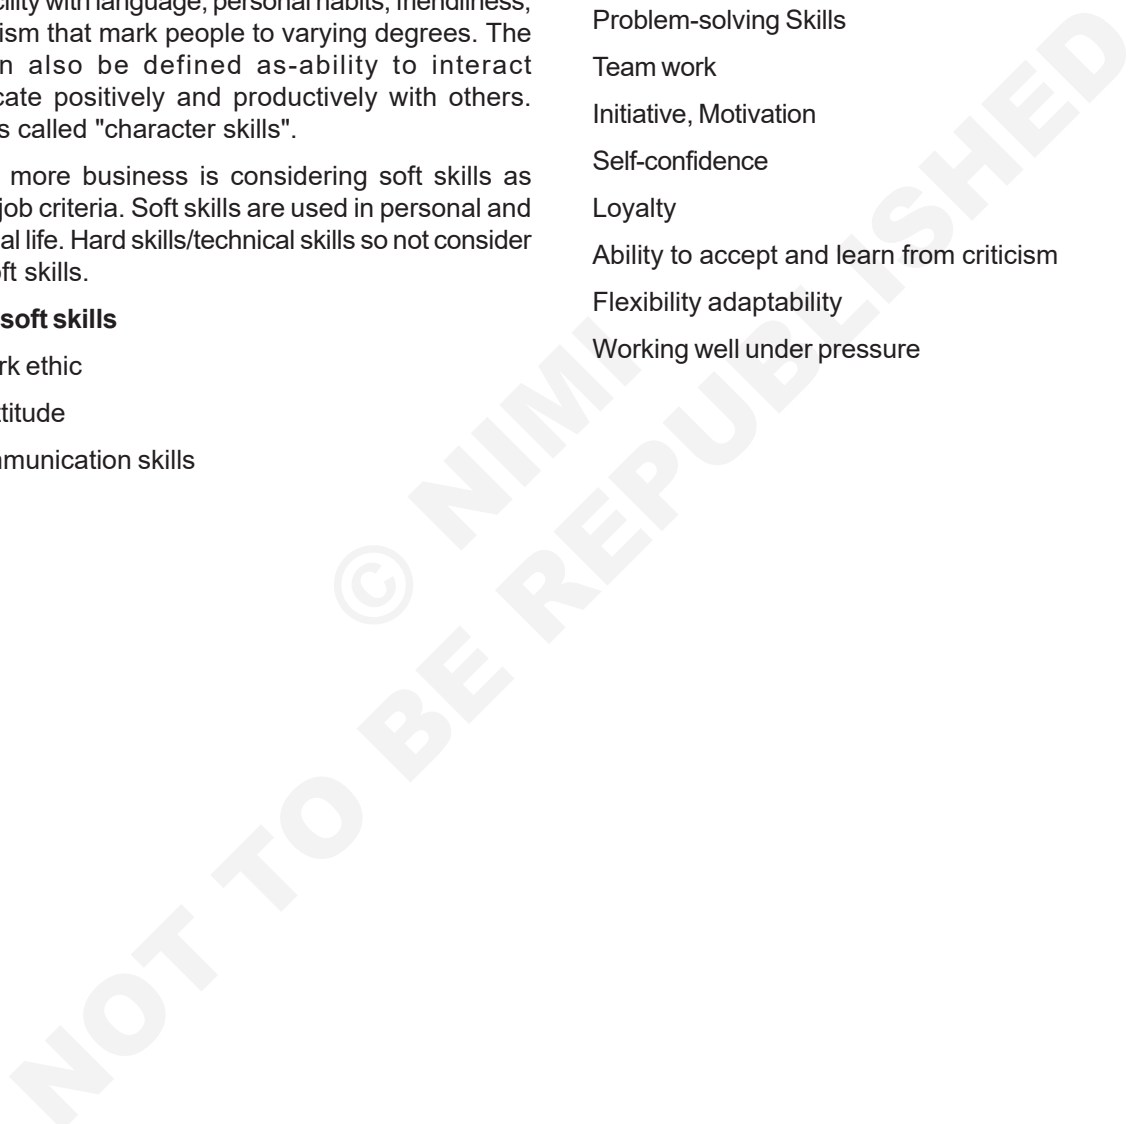 cility with language, personal habits, friendliness,
ism that mark people to varying degrees. The
n also be defined as-ability to interact
cate positively and productively with others.
s called "character skills".
more business is considering soft skills as
job criteria. Soft skills are used in personal and
al life. Hard skills/technical skills so not consider
ft skills.
soft skills
rk ethic
titude
mmunication skills
Problem-solving Skills
Team work
Initiative, Motivation
Self-confidence
Loyalty
Ability to accept and learn from criticism
Flexibility adaptability
Working well under pressure
© NIMI
NOT TO BE REPUBLISHED